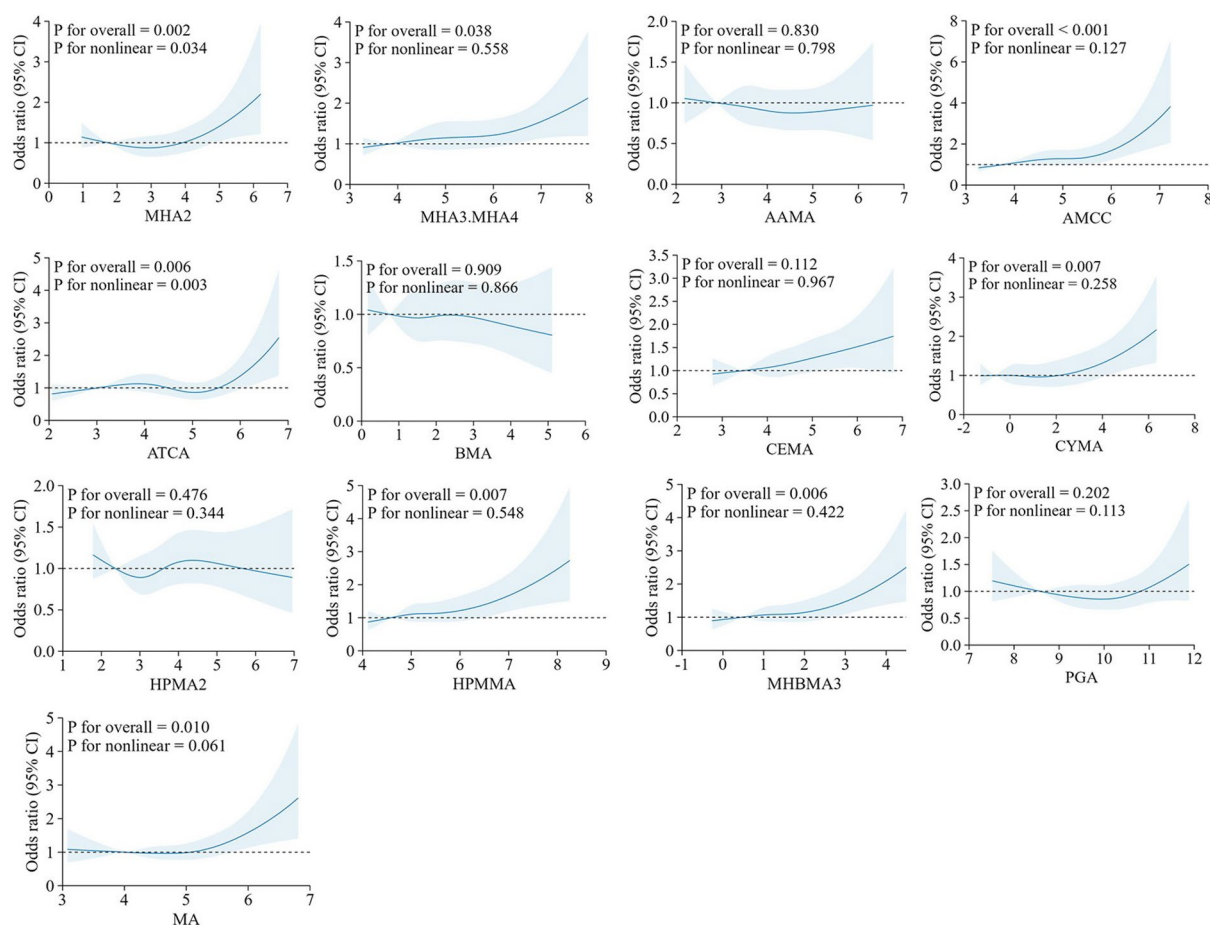 P for overall = 0.002
P for nonlinear = 0.034
Odds ratio (95% CI)
4
3
2
1
0
0 1 2 3 4 5 6 7
MHA2
P for overall = 0.038
P for nonlinear = 0.558
Odds ratio (95% CI)
4
3
2
1
0
3 4 5 6 7 8
MHA3.MHA4
P for overall = 0.830
P for nonlinear = 0.798
Odds ratio (95% CI)
2.0
1.5
1.0
0.5
0.0
2 3 4 5 6 7
AAMA
P for overall < 0.001
P for nonlinear = 0.127
Odds ratio (95% CI)
8
6
4
2
0
3 4 5 6 7 8
AMCC
P for overall = 0.006
P for nonlinear = 0.003
Odds ratio (95% CI)
5
4
3
2
1
0
2 3 4 5 6 7
ATCA
P for overall = 0.909
P for nonlinear = 0.866
Odds ratio (95% CI)
1.5
1.0
0.5
0.0
0 1 2 3 4 5 6
BMA
P for overall = 0.112
P for nonlinear = 0.967
Odds ratio (95% CI)
3.5
3.0
2.5
2.0
1.5
1.0
0.5
0.0
2 3 4 5 6 7
CEMA
P for overall = 0.007
P for nonlinear = 0.258
Odds ratio (95% CI)
4
3
2
1
0
-2 0 2 4 6 8
CYMA
P for overall = 0.476
P for nonlinear = 0.344
Odds ratio (95% CI)
2.0
1.5
1.0
0.5
0.0
1 2 3 4 5 6 7
HPMA2
P for overall = 0.007
P for nonlinear = 0.548
Odds ratio (95% CI)
5
4
3
2
1
0
4 5 6 7 8 9
HPMMA
P for overall = 0.006
P for nonlinear = 0.422
Odds ratio (95% CI)
5
4
3
2
1
0
-1 0 1 2 3 4
MHBMA3
P for overall = 0.202
P for nonlinear = 0.113
Odds ratio (95% CI)
3.0
2.5
2.0
1.5
1.0
0.5
0.0
7 8 9 10 11 12
PGA
P for overall = 0.010
P for nonlinear = 0.061
Odds ratio (95% CI)
5
4
3
2
1
0
3 4 5 6 7
MA